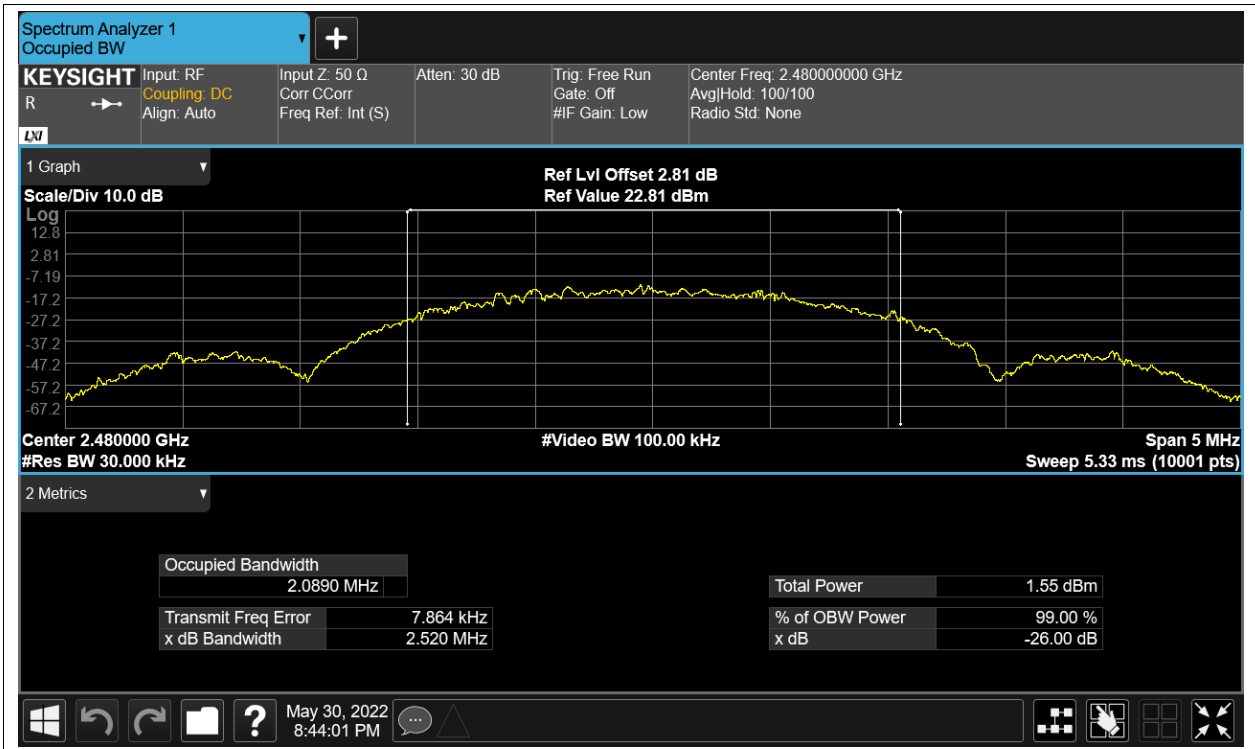 Spectrum Analyzer 1
Occupied BW
KEYSIGHT
R
LXI
Input: RF
Coupling: DC
Align: Auto
Input Z: 50 Ω
Corr CCorr
Freq Ref: Int (S)
Atten: 30 dB
Trig: Free Run
Gate: Off
#IF Gain: Low
Center Freq: 2.480000000 GHz
Avg|Hold: 100/100
Radio Std: None
1 Graph
Ref Lvl Offset 2.81 dB
Scale/Div 10.0 dB
Ref Value 22.81 dBm
Log
12.8
2.81
-7.19
-17.2
-27.2
-37.2
-47.2
-57.2
-67.2
Center 2.480000 GHz
#Video BW 100.00 kHz
Span 5 MHz
#Res BW 30.000 kHz
Sweep 5.33 ms (10001 pts)
2 Metrics
Occupied Bandwidth
2.0890 MHz
Transmit Freq Error 7.864 kHz
x dB Bandwidth 2.520 MHz
Total Power 1.55 dBm
% of OBW Power 99.00 %
x dB -26.00 dB
?
May 30, 2022
8:44:01 PM